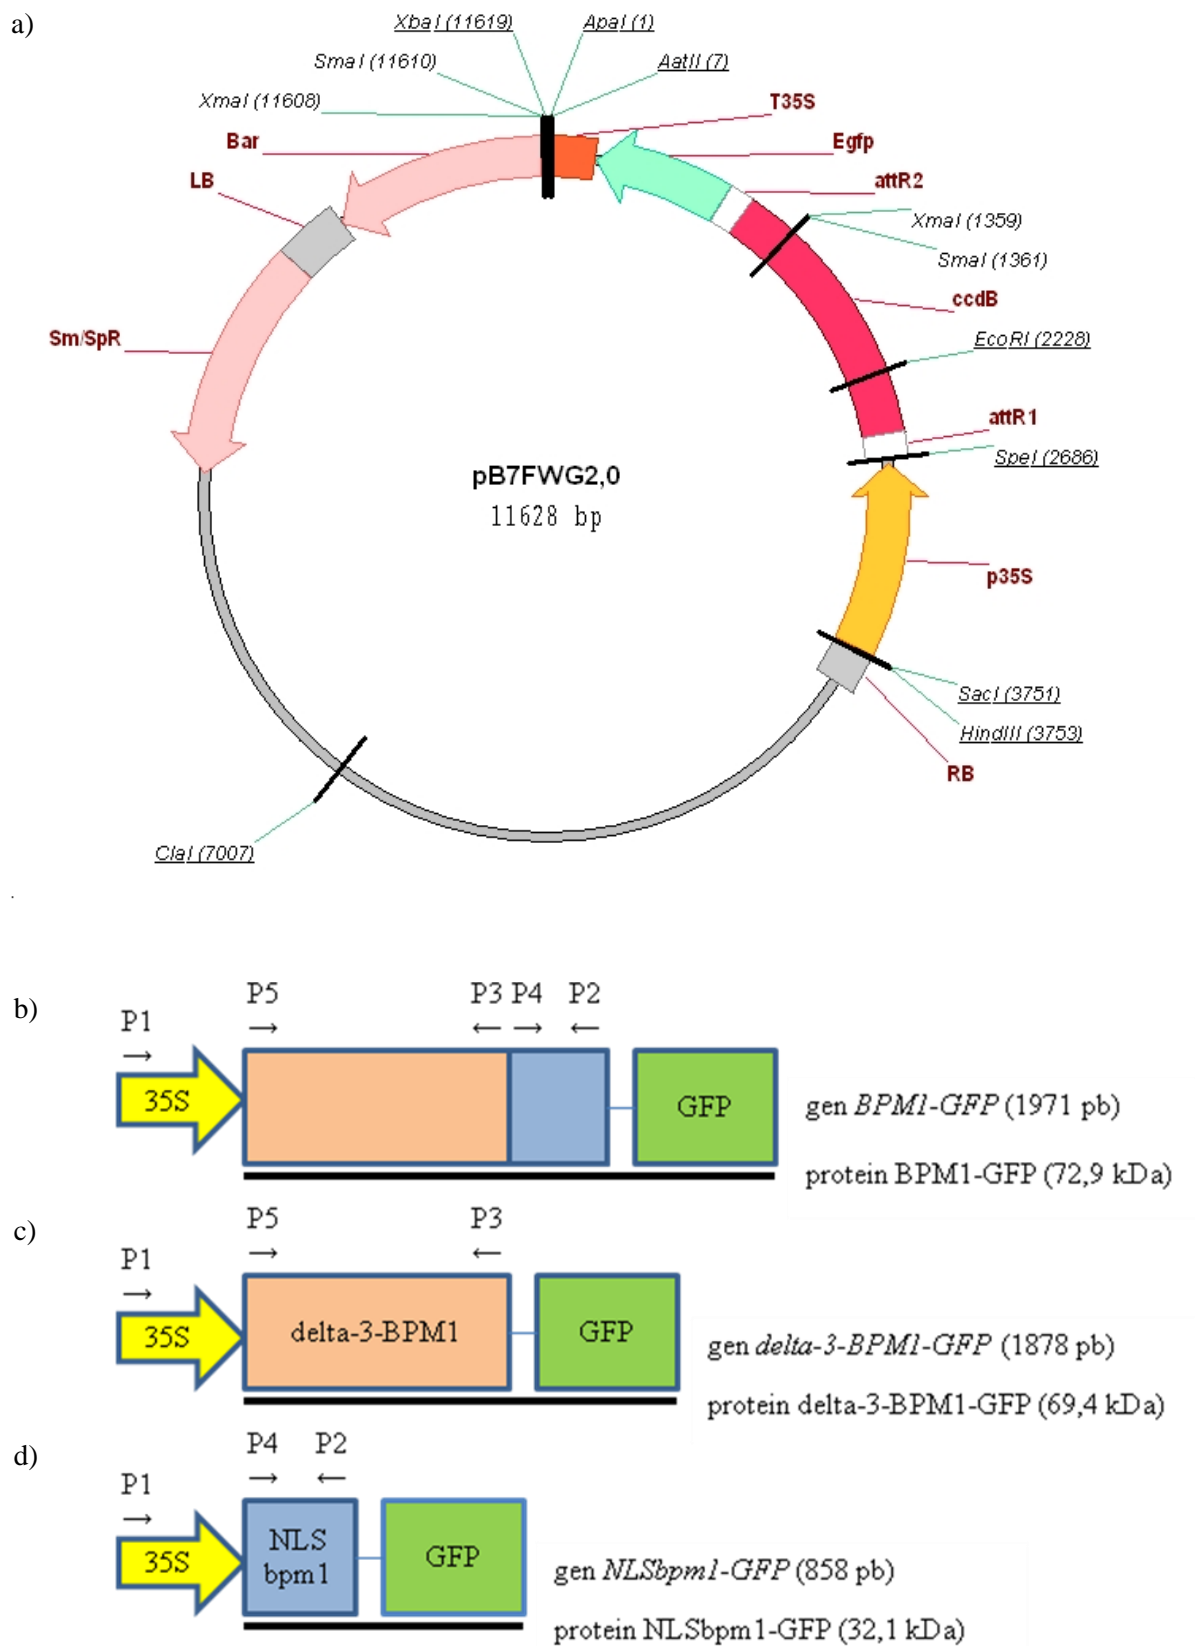 a)
XbaI (11619)
ApaI (1)
SmaI (11610)
AatII (7)
XmaI (11608)
T35S
Bar
Egfp
LB
attR2
XmaI (1359)
SmaI (1361)
ccdB
Sm/SpR
EcoRI (2228)
attR1
SpeI (2686)
pB7FWG2,0
11628 bp
p35S
SacI (3751)
HindIII (3753)
RB
ClaI (7007)
b)
P5 P3 P4 P2
P1
35S
GFP
gen BPM1-GFP (1971 pb)
protein BPM1-GFP (72,9 kDa)
c)
P5 P3
P1
35S
delta-3-BPM1
GFP
gen delta-3-BPM1-GFP (1878 pb)
protein delta-3-BPM1-GFP (69,4 kDa)
d)
P4 P2
P1
35S
NLS
bpm1
GFP
gen NLSbpm1-GFP (858 pb)
protein NLSbpm1-GFP (32,1 kDa)